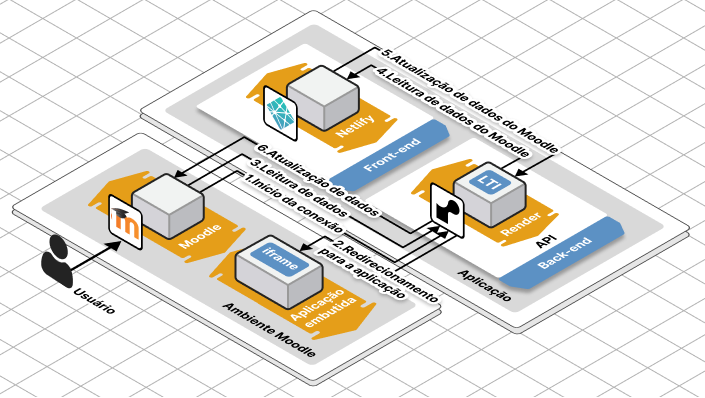 5.Atualização de dados do Moodle
4.Leitura de dados do Moodle
Netlify
Front-end
6.Atualização de dados
3.Leitura de dados
1.Início da conexão
LTI
Render
API
Back-end
Aplicação
m
Moodle
2.Redirecionamento
para a aplicação
iframe
Aplicação
embutida
Ambiente Moodle
Usuário